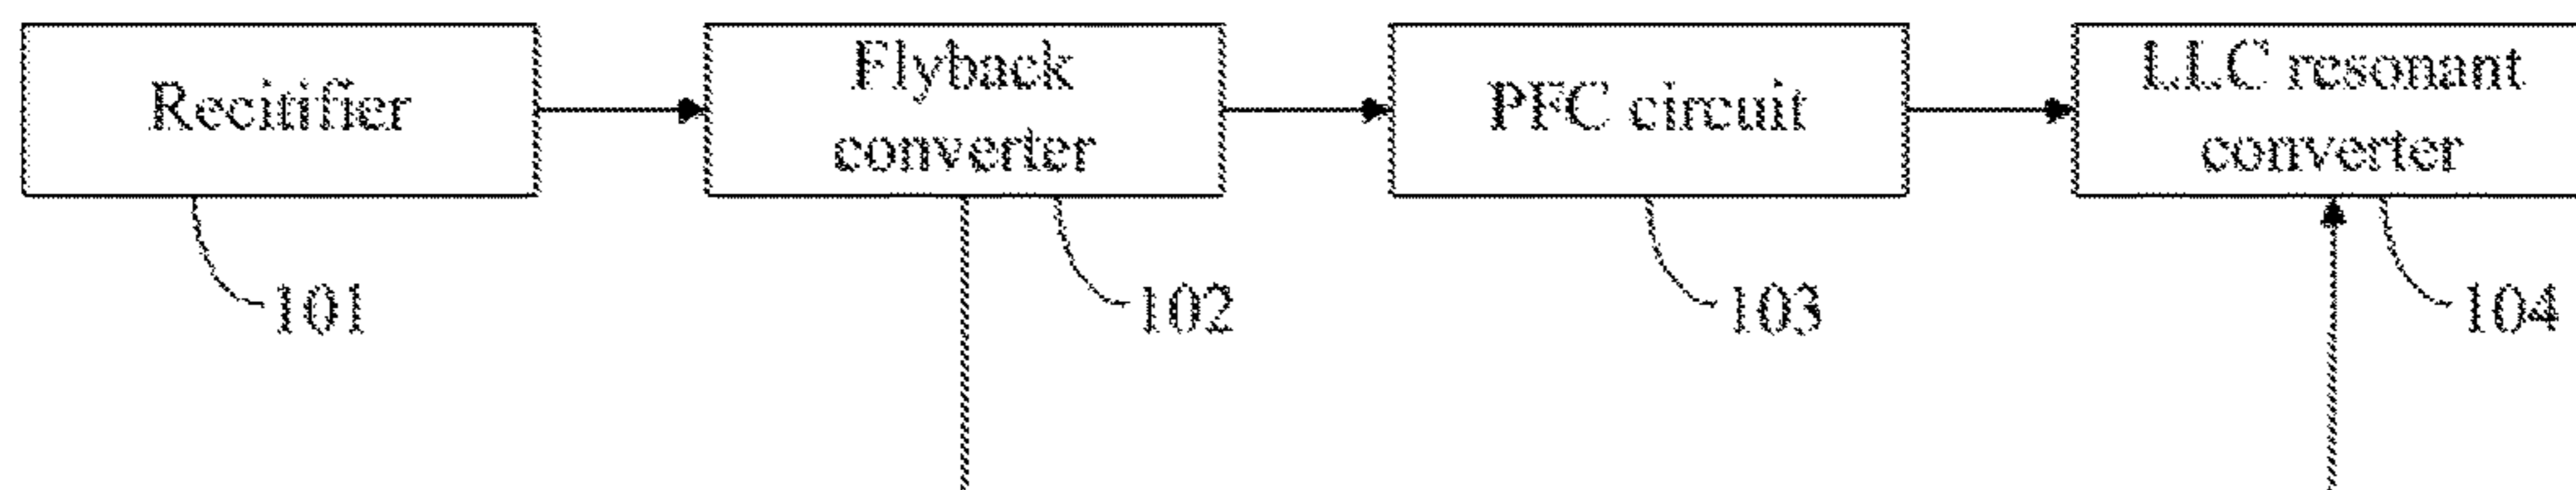 Recitifier
Flyback
converter
PFC circuit
LLC resonant
converter
101
102
103
104